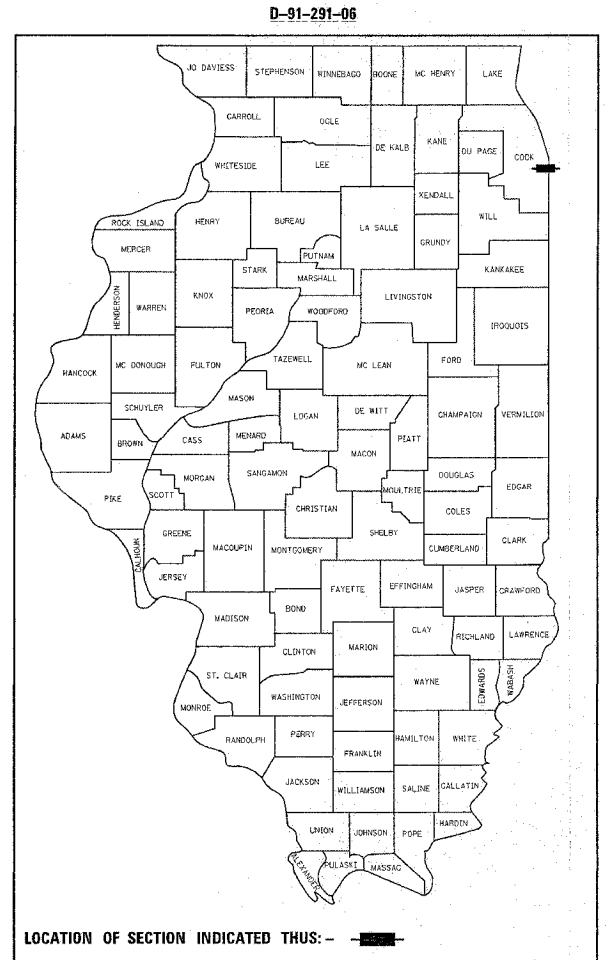 D-91-291-06
JO DAVIESS
STEPHENSON
WINNEBAGO
BOONE
MC HENRY
LAKE
CARROLL
OGLE
DE KALB
KANE
DU PAGE
COOK
WHITESIDE
LEE
KENDALL
WILL
ROCK ISLAND
HENRY
BUREAU
LA SALLE
GRUNDY
MERCER
PUTNAM
KANKAKEE
STARK
MARSHALL
HENDERSON
WARREN
KNOX
PEORIA
WOODFORD
LIVINGSTON
IROQUOIS
HANCOCK
MC DONOUGH
FULTON
TAZEWELL
MC LEAN
FORD
MASON
SCHUYLER
LOGAN
DE WITT
CHAMPAIGN
VERMILION
ADAMS
BROWN
CASS
MENARD
MACON
PIATT
PIKE
SCOTT
MORGAN
SANGAMON
MOULTRIE
DOUGLAS
EDGAR
CHRISTIAN
COLES
CALHOUN
GREENE
MACOUPIN
MONTGOMERY
SHELBY
CUMBERLAND
CLARK
JERSEY
FAYETTE
EFFINGHAM
JASPER
CRAWFORD
MADISON
BOND
CLAY
RICHLAND
LAWRENCE
CLINTON
MARION
ST. CLAIR
WAYNE
EDWARDS
WABASH
MONROE
WASHINGTON
JEFFERSON
RANDOLPH
PERRY
HAMILTON
WHITE
FRANKLIN
JACKSON
WILLIAMSON
SALINE
GALLATIN
UNION
JOHNSON
POPE
HARDIN
ALEXANDER
PULASKI
MASSAC
LOCATION OF SECTION INDICATED THUS: -